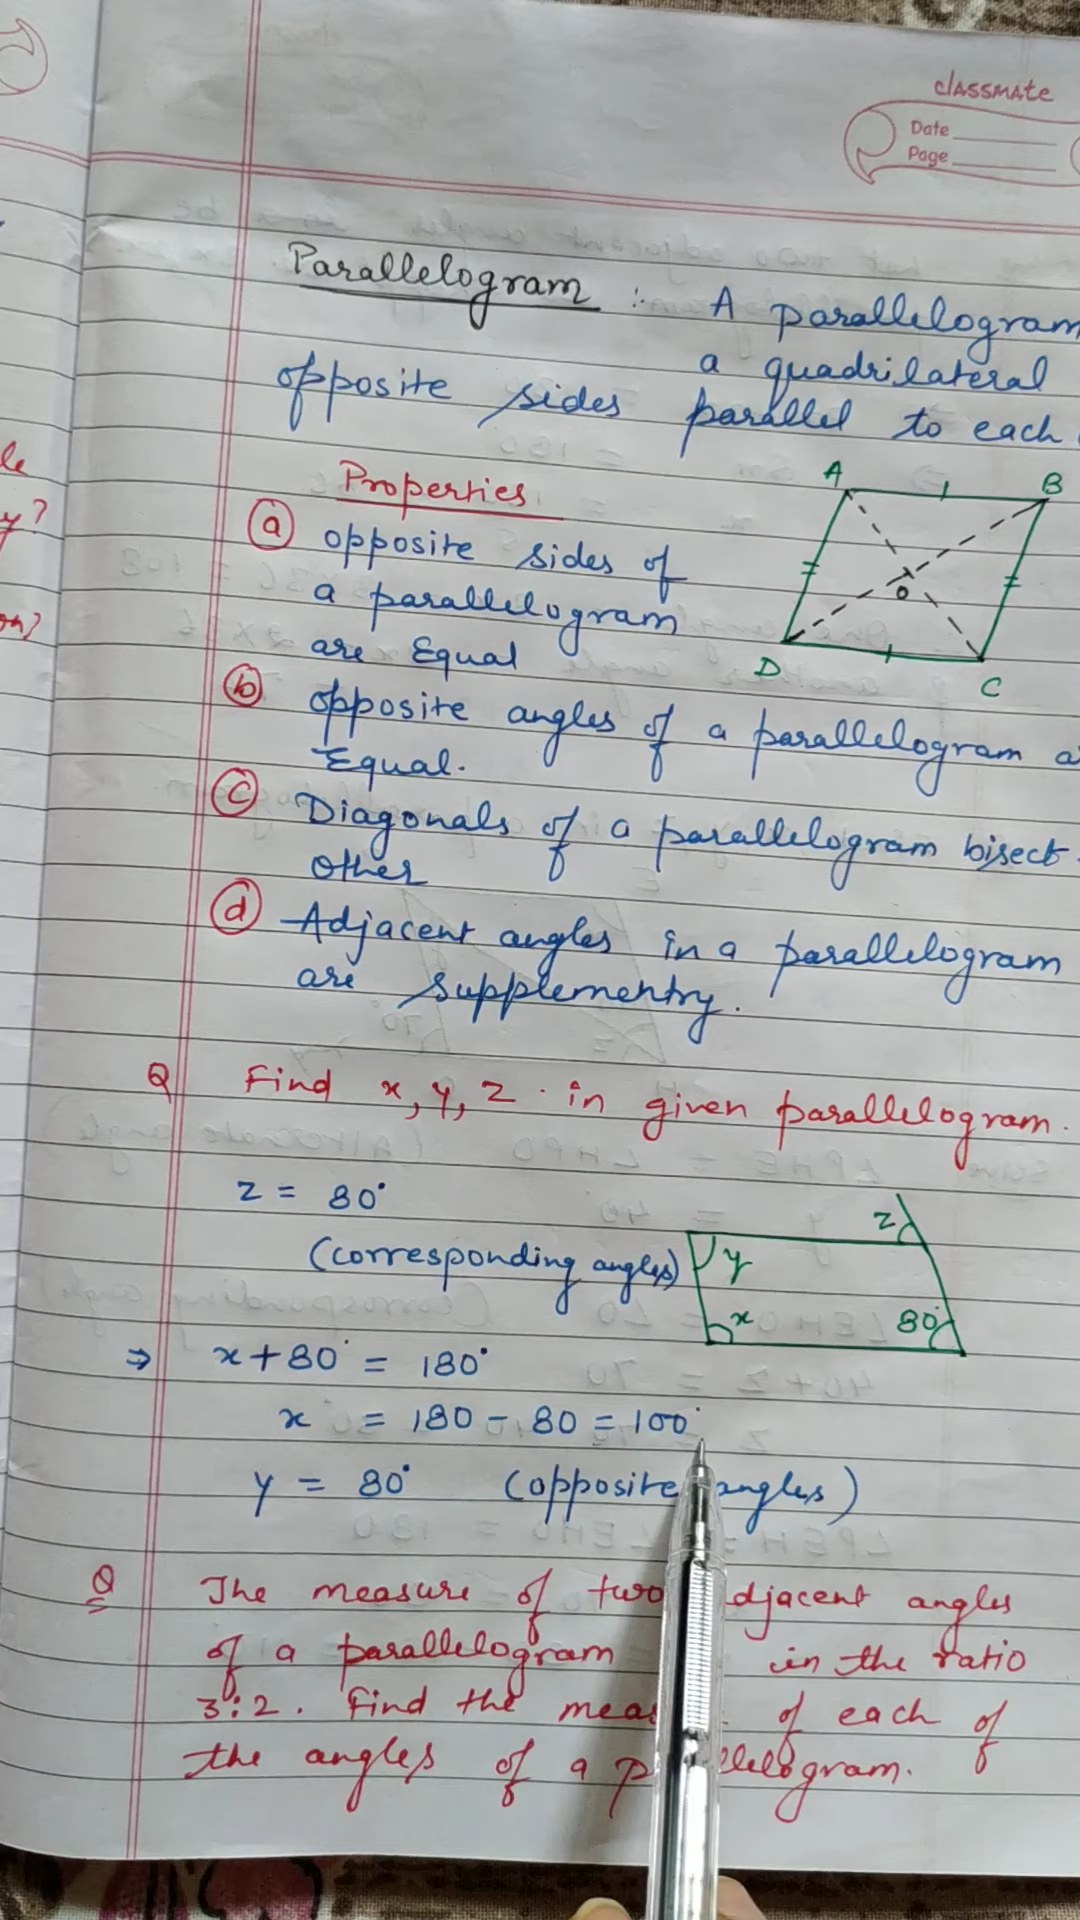 classmate
Date
Page
Parallelogram :- A parallelogram
a quadrilateral
opposite sides parallel to each
Properties
A
B
(a) opposite sides of
a parallelogram
are Equal
O
D
C
(b) opposite angles of a parallelogram a
Equal.
(c) Diagonals of a parallelogram bisect
other
(d) Adjacent angles in a parallelogram
are supplementry.
Q Find x, y, z . in given parallelogram.
z = 80°
(corresponding angles)
z
y
x
80°
⇒ x + 80° = 180°
x = 180 - 80 = 100°
y = 80° (opposite angles)
Q The measure of two djacent angles
of a parallelogram in the ratio
3:2. Find the mea of each of
the angles of a p llelogram.
le
y?
on?